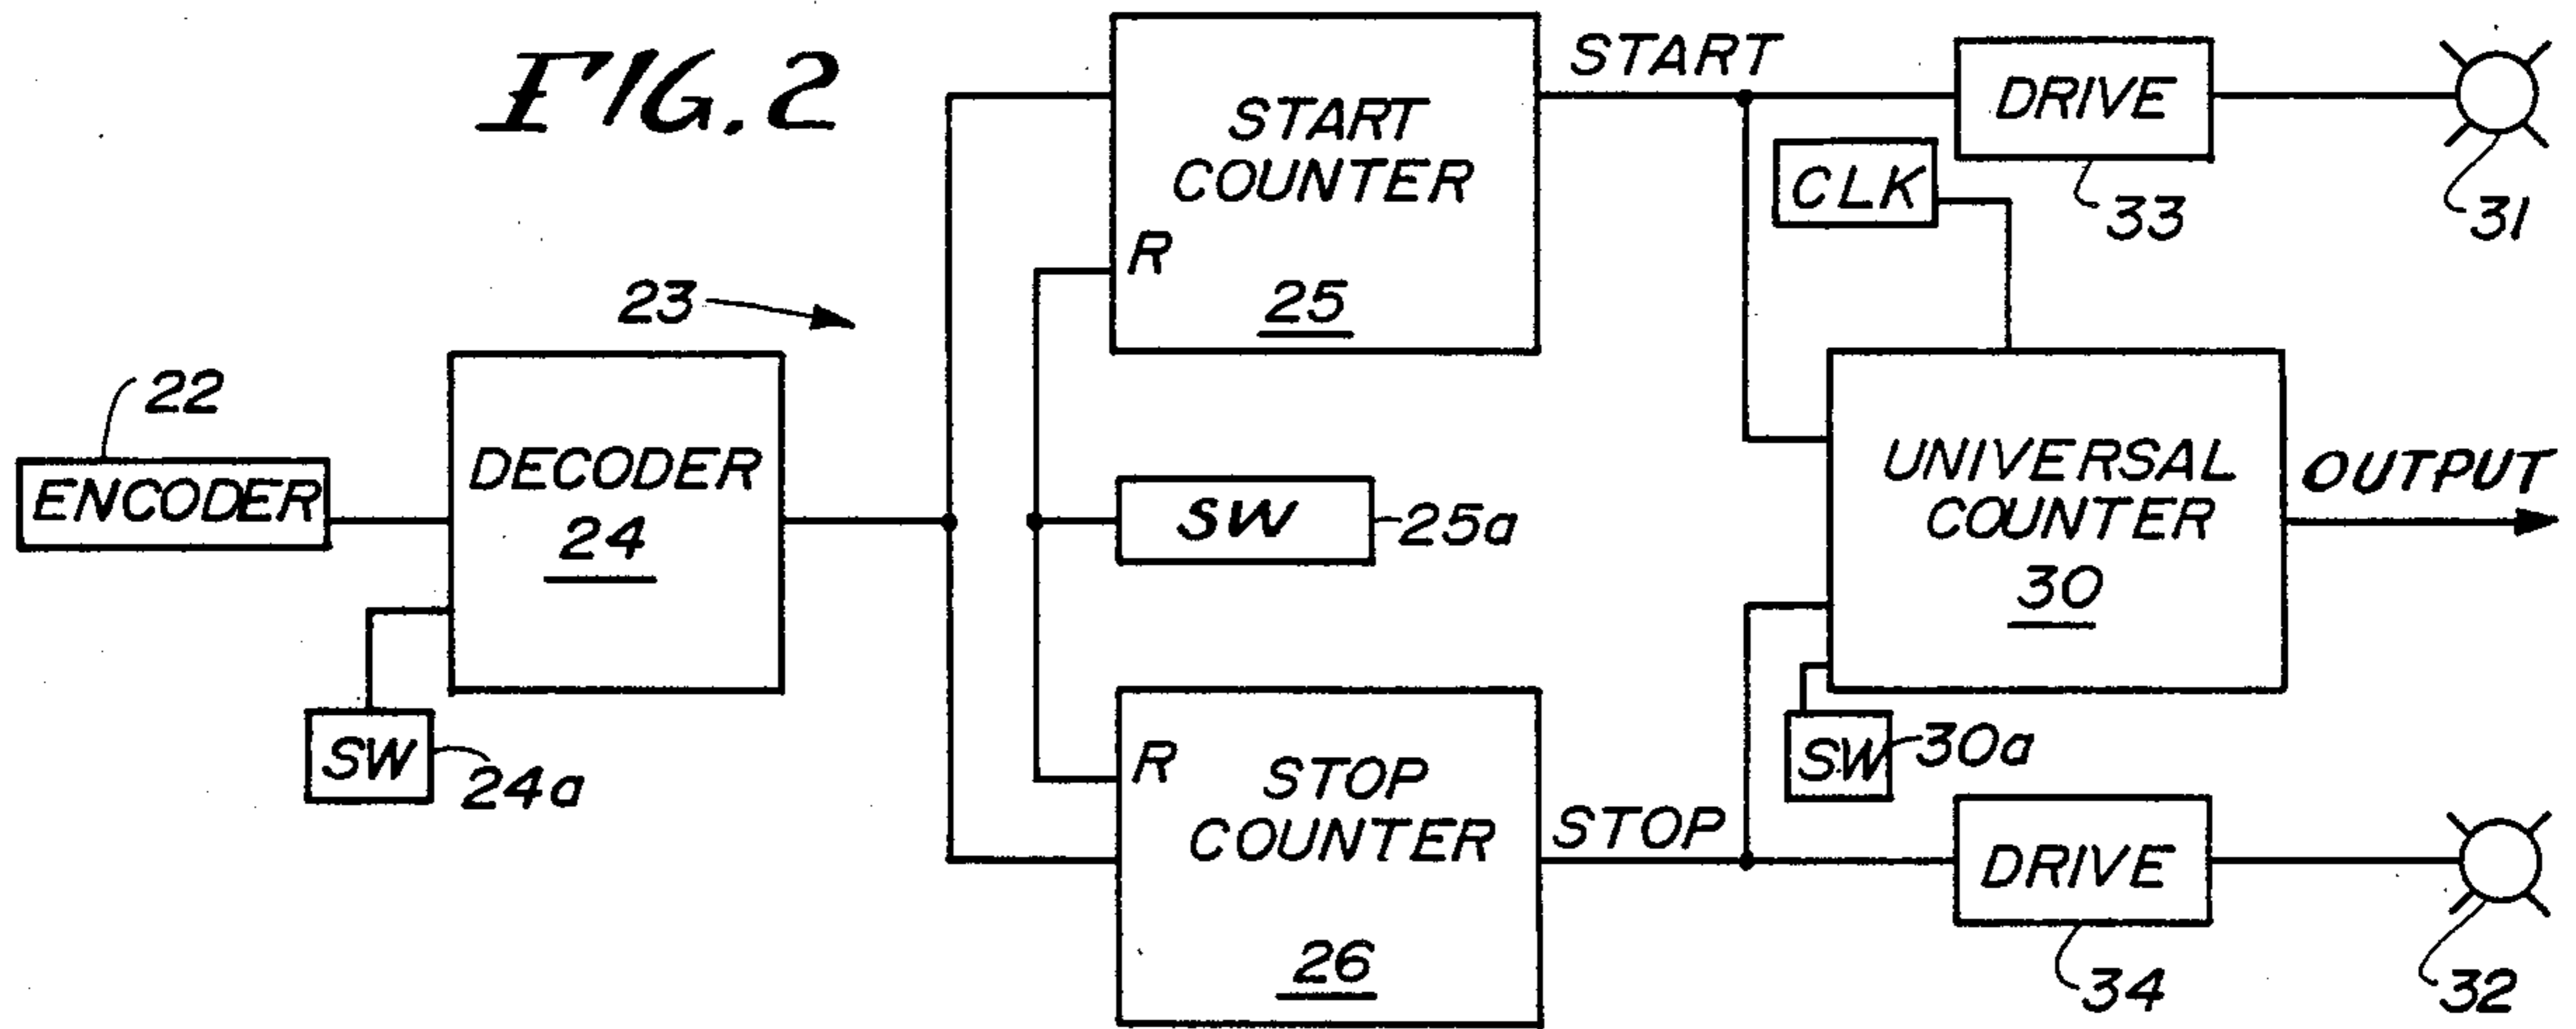 FIG. 2
START
DRIVE
START
COUNTER
CLK
R
33
31
25
23
22
DECODER
24
ENCODER
SW
25a
UNIVERSAL
COUNTER
30
OUTPUT
SW
24a
R
STOP
COUNTER
SW
30a
STOP
DRIVE
26
34
32